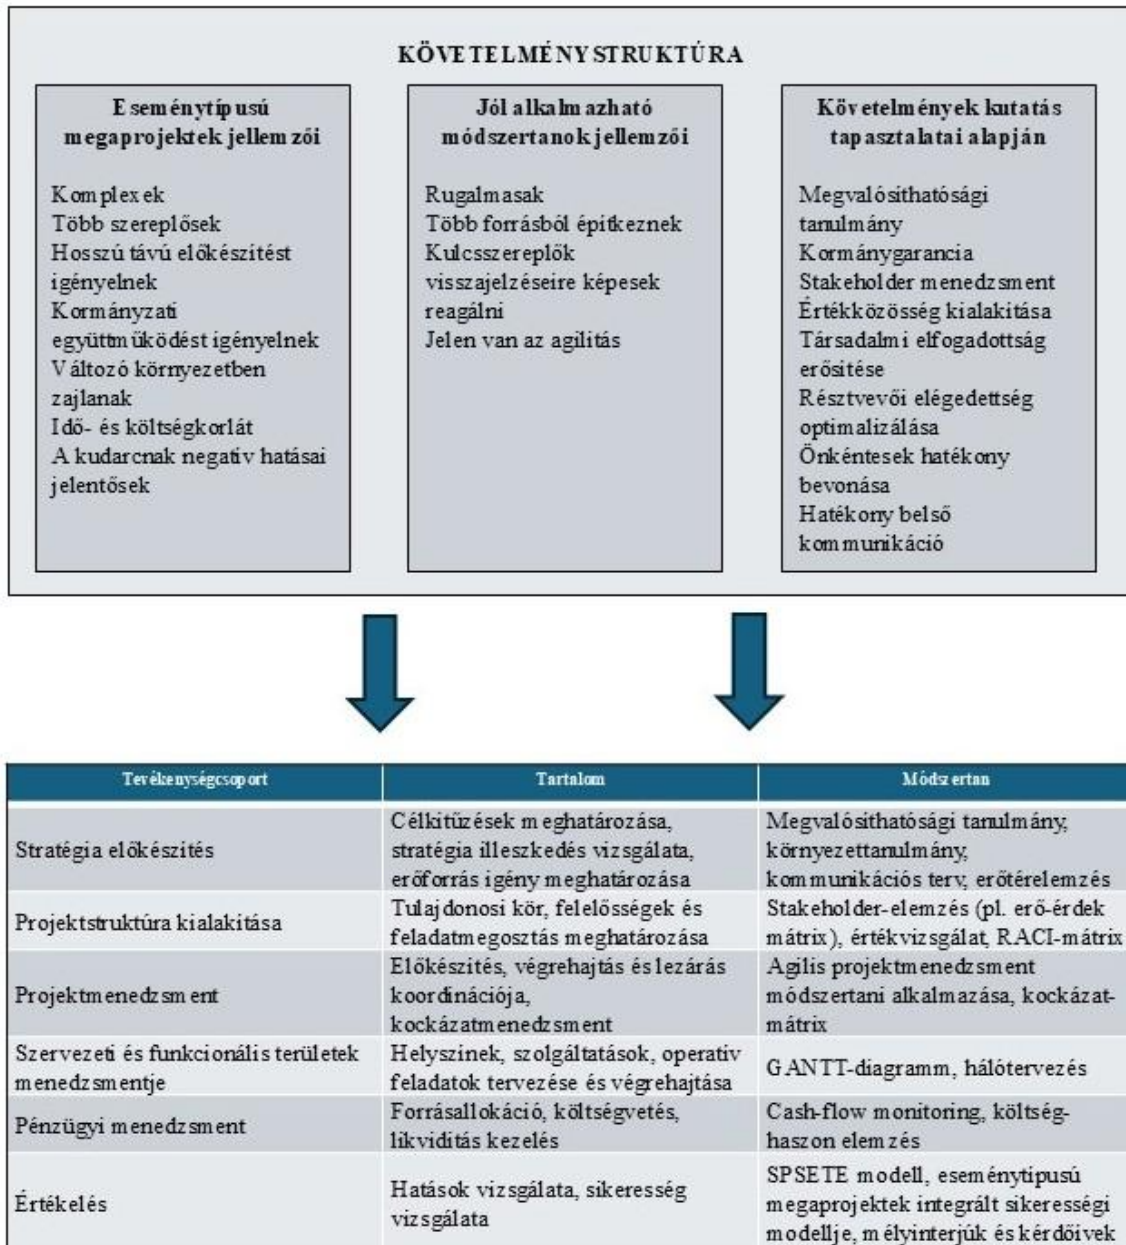 KÖVETELMÉNYSTRUKTÚRA
Eseménytípusú
megaprojektek jellemzői
Komplexek
Több szereplősek
Hosszú távú előkészítést
igényelnek
Kormányzati
együttműködést igényelnek
Változó környezetben
zajlanak
Idő- és költségkorlát
A kudarcnak negatív hatásai
jelentősek
Jól alkalmazható
módszertanok jellemzői
Rugalmasak
Több forrásból építkeznek
Kulcsszereplők
visszajelzéseire képesek
reagálni
Jelen van az agilitás
Követelmények kutatás
tapasztalatai alapján
Megvalósíthatósági
tanulmány
Kormánygarancia
Stakeholder menedzsment
Értékközösség kialakítása
Társadalmi elfogadottság
erősítése
Résztvevői elégedettség
optimalizálása
Önkéntesek hatékony
bevonása
Hatékony belső
kommunikáció
Tevékenységcsoport
Tartalom
Módszertan
Stratégia előkészítés
Célkitűzések meghatározása,
stratégia illeszkedés vizsgálata,
erőforrás igény meghatározása
Megvalósíthatósági tanulmány,
környezettanulmány,
kommunikációs terv, erőtérelemzés
Projektstruktúra kialakítása
Tulajdonosi kör, felelősségek és
feladatmegosztás meghatározása
Stakeholder-elemzés (pl. erő-érdek
mátrix), értékvizsgálat, RACI-mátrix
Projektmenedzsment
Előkészítés, végrehajtás és lezárás
koordinációja,
kockázatmenedzsment
Agilis projektmenedzsment
módszertani alkalmazása, kockázat-
mátrix
Szervezeti és funkcionális területek
menedzsmentje
Helyszínek, szolgáltatások, operatív
feladatok tervezése és végrehajtása
GANTT-diagramm, hálótervezés
Pénzügyi menedzsment
Forrásallokáció, költségvetés,
likviditás kezelés
Cash-flow monitoring, költség-
haszon elemzés
Értékelés
Hatások vizsgálata, sikeresség
vizsgálata
SPSETE modell, eseménytípusú
megaprojektek integrált sikerességi
modellje, mélyinterjúk és kérdőívek